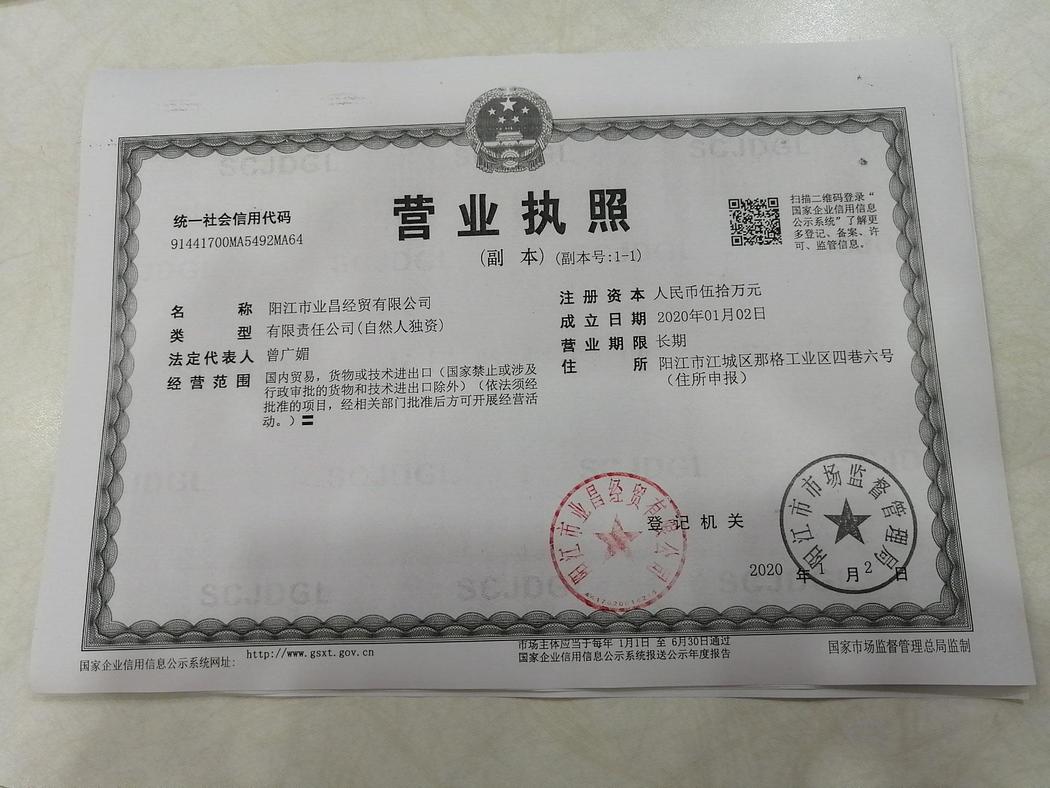 营业执照
(副 本)(副本号:1-1)
统一社会信用代码
91441700MA5492MA64
扫描二维码登录“
国家企业信用信息
公示系统”了解更
多登记、备案、许
可、监管信息。
名 称 阳江市业昌经贸有限公司
类 型 有限责任公司(自然人独资)
法定代表人 曾广媚
经营范围 国内贸易,货物或技术进出口(国家禁止或涉及
行政审批的货物和技术进出口除外)(依法须经
批准的项目,经相关部门批准后方可开展经营活
动。)〓
注册资本 人民币伍拾万元
成立日期 2020年01月02日
营业期限 长期
住 所 阳江市江城区那格工业区四巷六号
(住所申报)
SCJDGL
SCJDGL
SCJDGL
SCJDGL
SCJDGL
SCJDGL
阳江市业昌经贸有限公司
登记机关
阳江市市场监督管理局
2020 年 1 月 2 日
国家企业信用信息公示系统网址: http://www.gsxt.gov.cn
市场主体应当于每年 1月1日 至 6月30日通过
国家企业信用信息公示系统报送公示年度报告
国家市场监督管理总局监制